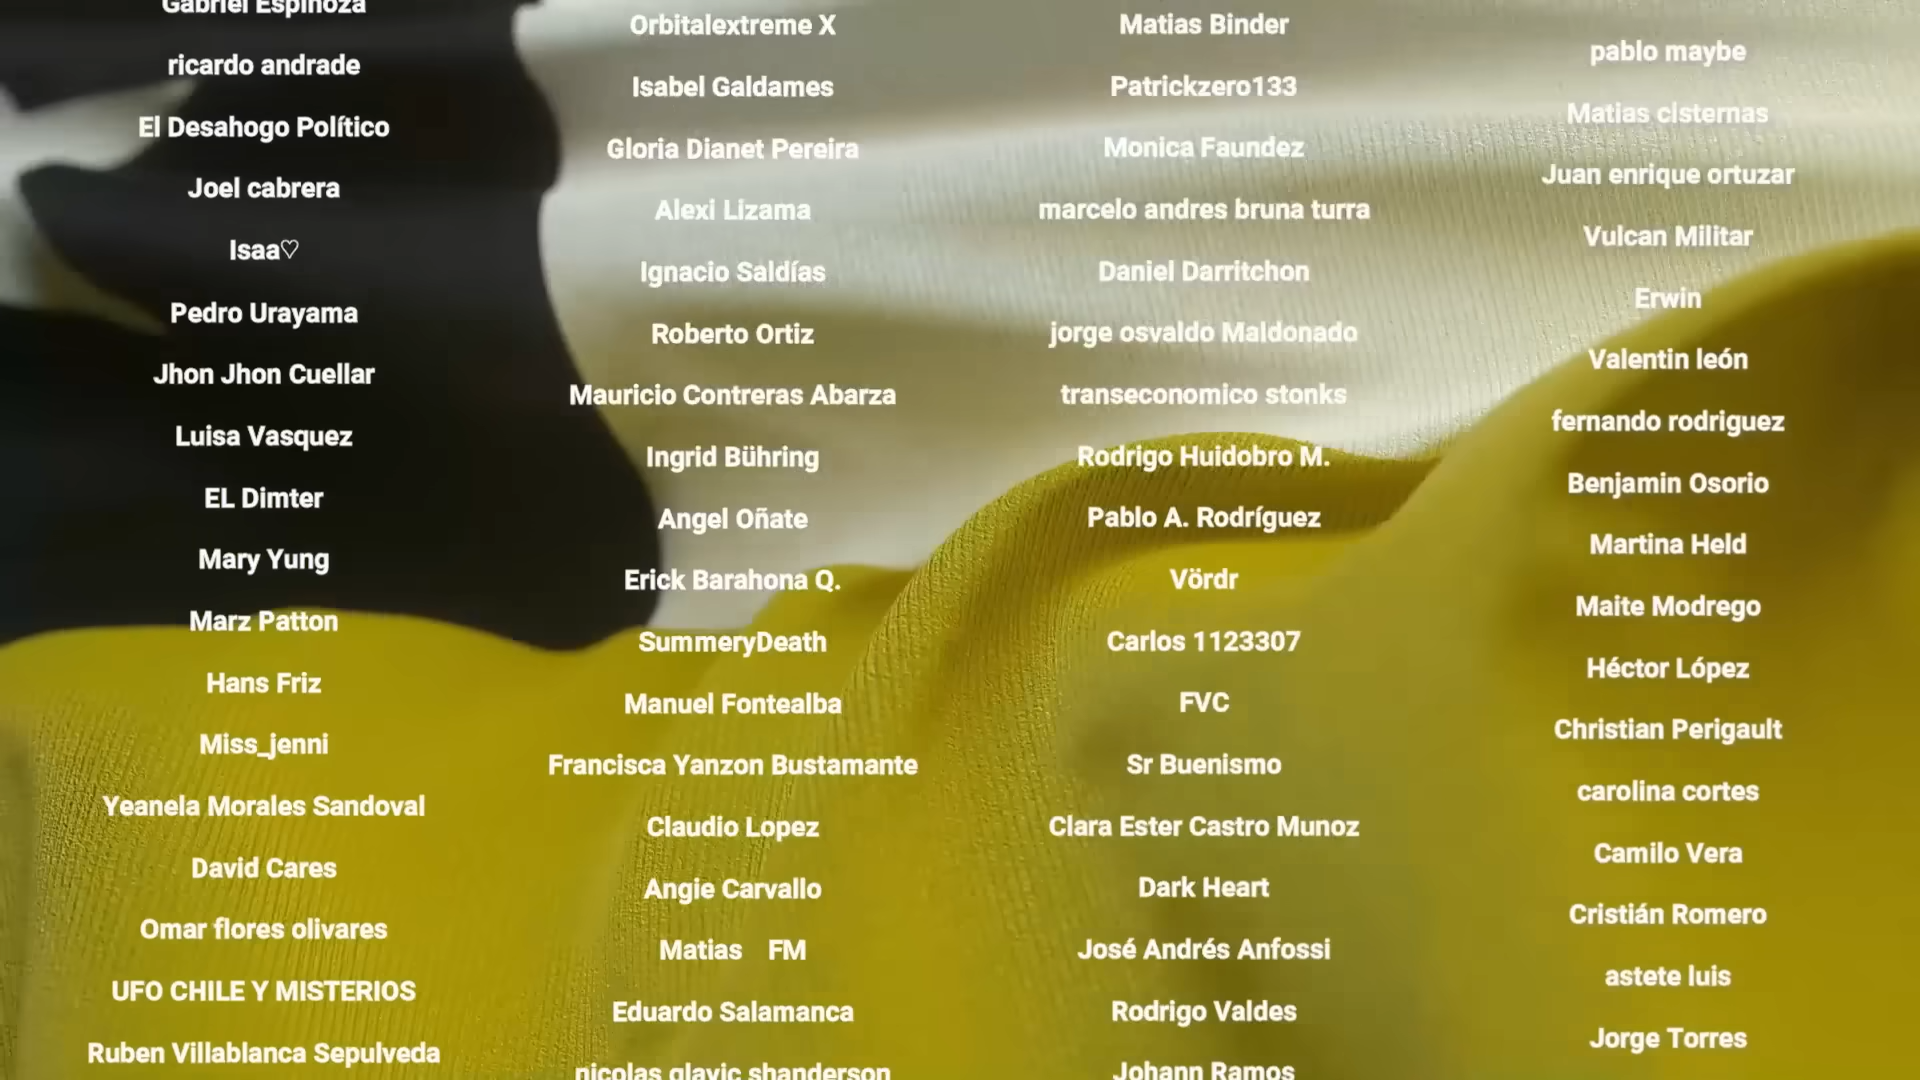 Gabriel Espinoza
ricardo andrade
El Desahogo Político
Joel cabrera
Isaa♡
Pedro Urayama
Jhon Jhon Cuellar
Luisa Vasquez
EL Dimter
Mary Yung
Marz Patton
Hans Friz
Miss_jenni
Yeanela Morales Sandoval
David Cares
Omar flores olivares
UFO CHILE Y MISTERIOS
Ruben Villablanca Sepulveda
Orbitalextreme X
Isabel Galdames
Gloria Dianet Pereira
Alexi Lizama
Ignacio Saldías
Roberto Ortiz
Mauricio Contreras Abarza
Ingrid Bühring
Angel Oñate
Erick Barahona Q.
SummeryDeath
Manuel Fontealba
Francisca Yanzon Bustamante
Claudio Lopez
Angie Carvallo
Matias FM
Eduardo Salamanca
nicolas glavic shanderson
Matias Binder
Patrickzero133
Monica Faundez
marcelo andres bruna turra
Daniel Darritchon
jorge osvaldo Maldonado
transeconomico stonks
Rodrigo Huidobro M.
Pablo A. Rodríguez
Vördr
Carlos 1123307
FVC
Sr Buenismo
Clara Ester Castro Munoz
Dark Heart
José Andrés Anfossi
Rodrigo Valdes
Johann Ramos
pablo maybe
Matias cisternas
Juan enrique ortuzar
Vulcan Militar
Erwin
Valentin león
fernando rodriguez
Benjamin Osorio
Martina Held
Maite Modrego
Héctor López
Christian Perigault
carolina cortes
Camilo Vera
Cristián Romero
astete luis
Jorge Torres